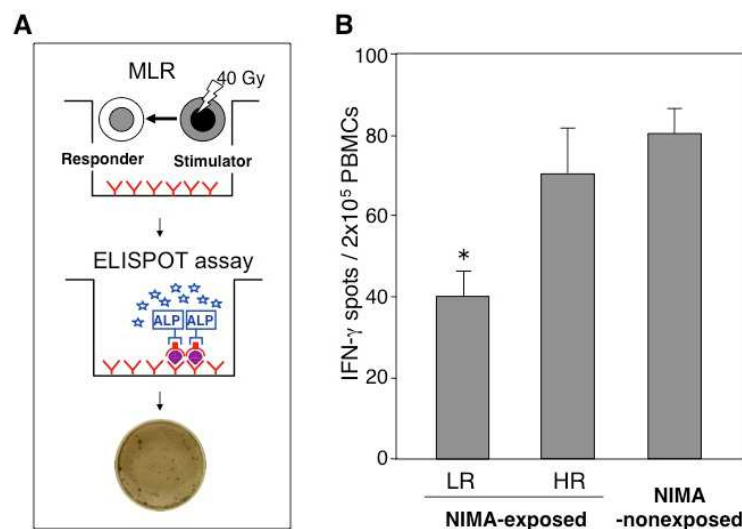 A
MLR
40 Gy
Responder
Stimulator
ELISPOT assay
ALP ALP
B
IFN-γ spots / 2x10⁵ PBMCs
100
80
60
40
20
0
*
LR
HR
NIMA-exposed
NIMA
-nonexposed